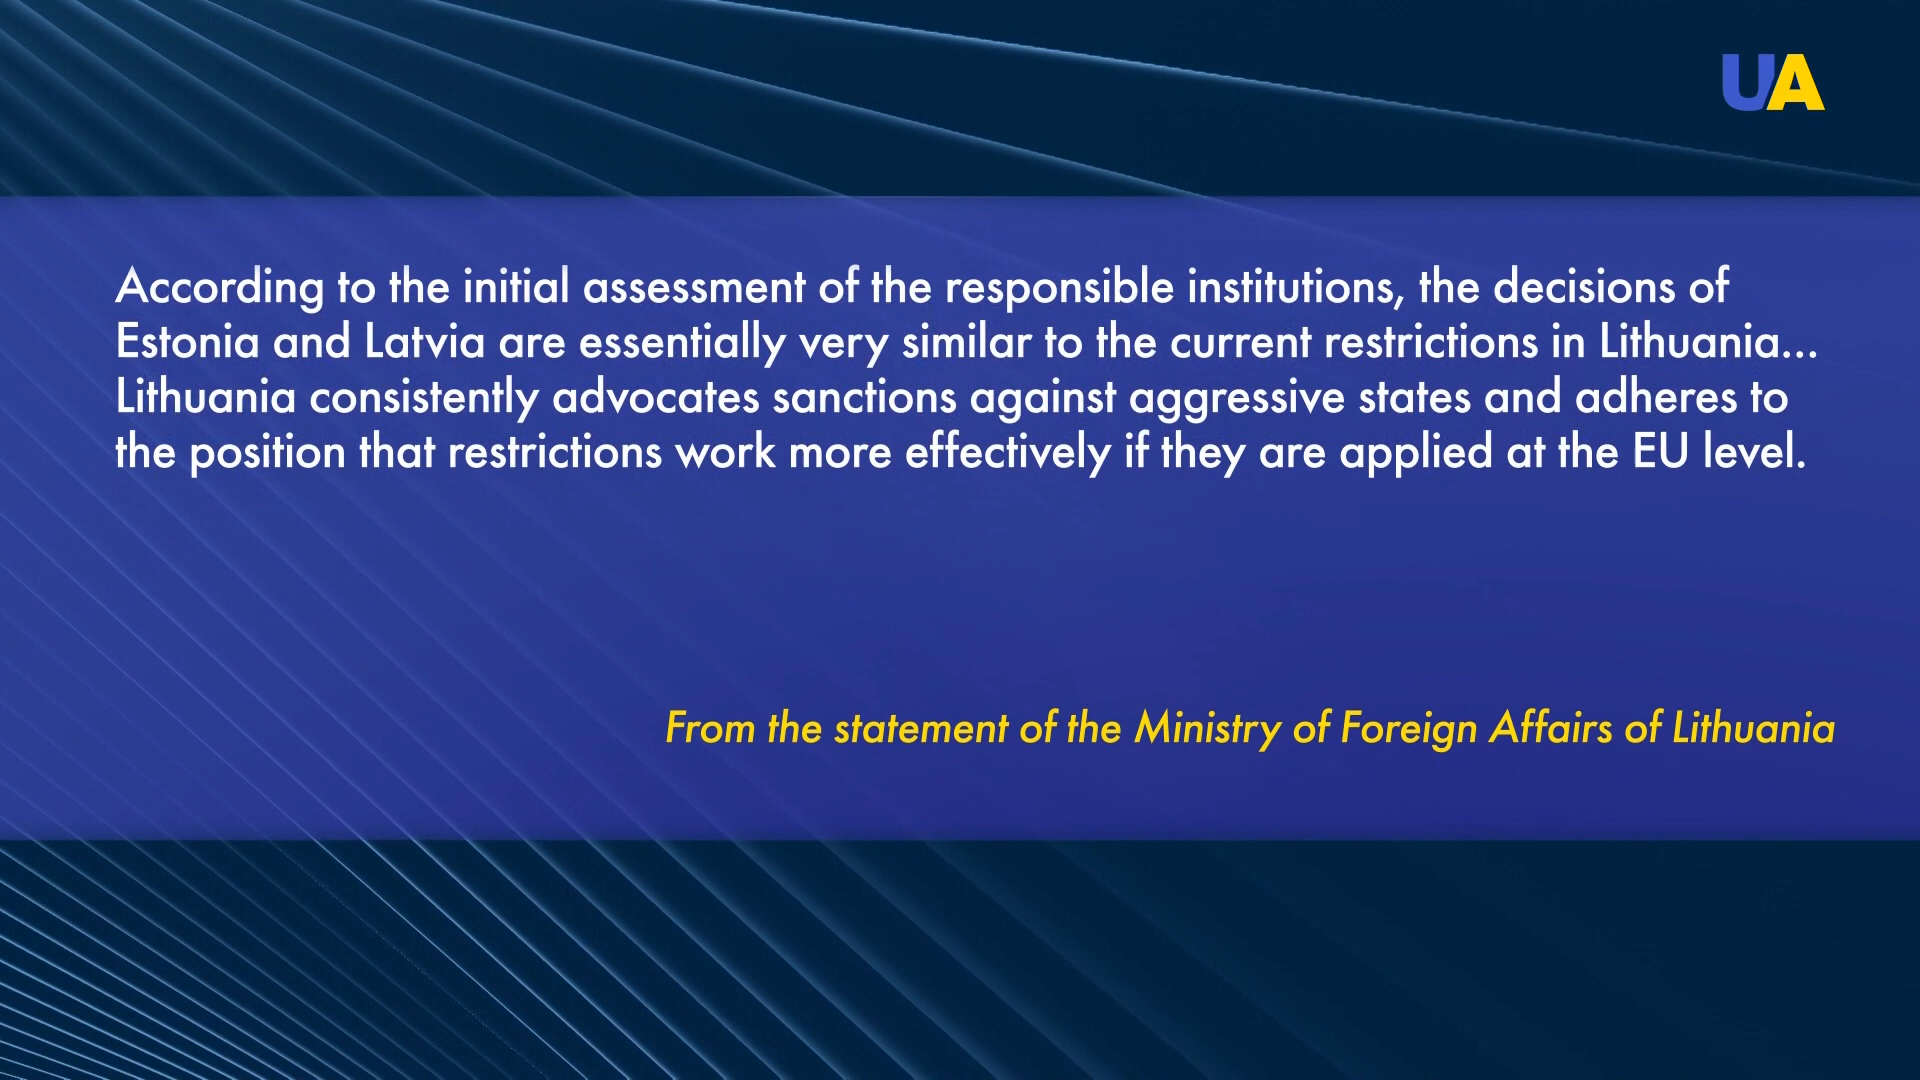 UA
According to the initial assessment of the responsible institutions, the decisions of
Estonia and Latvia are essentially very similar to the current restrictions in Lithuania...
Lithuania consistently advocates sanctions against aggressive states and adheres to
the position that restrictions work more effectively if they are applied at the EU level.
From the statement of the Ministry of Foreign Affairs of Lithuania